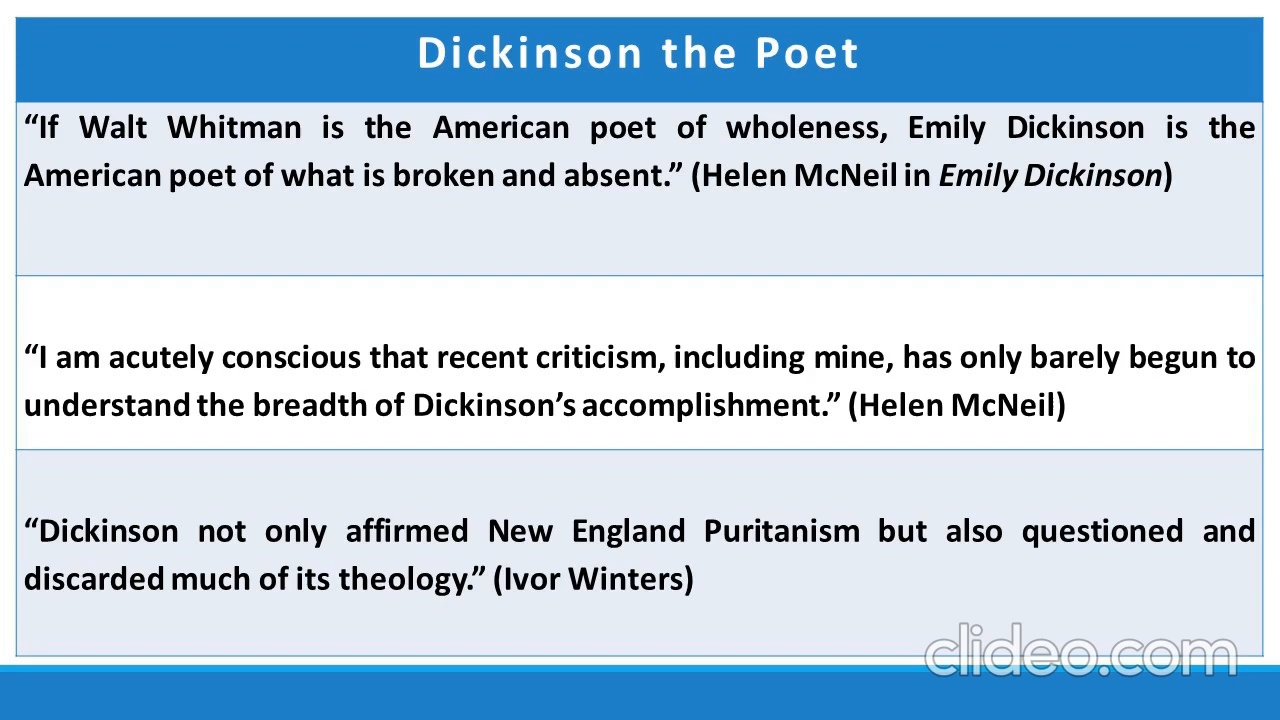 Dickinson the Poet
“If Walt Whitman is the American poet of wholeness, Emily Dickinson is the
American poet of what is broken and absent.” (Helen McNeil in Emily Dickinson)
“I am acutely conscious that recent criticism, including mine, has only barely begun to
understand the breadth of Dickinson’s accomplishment.” (Helen McNeil)
“Dickinson not only affirmed New England Puritanism but also questioned and
discarded much of its theology.” (Ivor Winters)
clideo.com